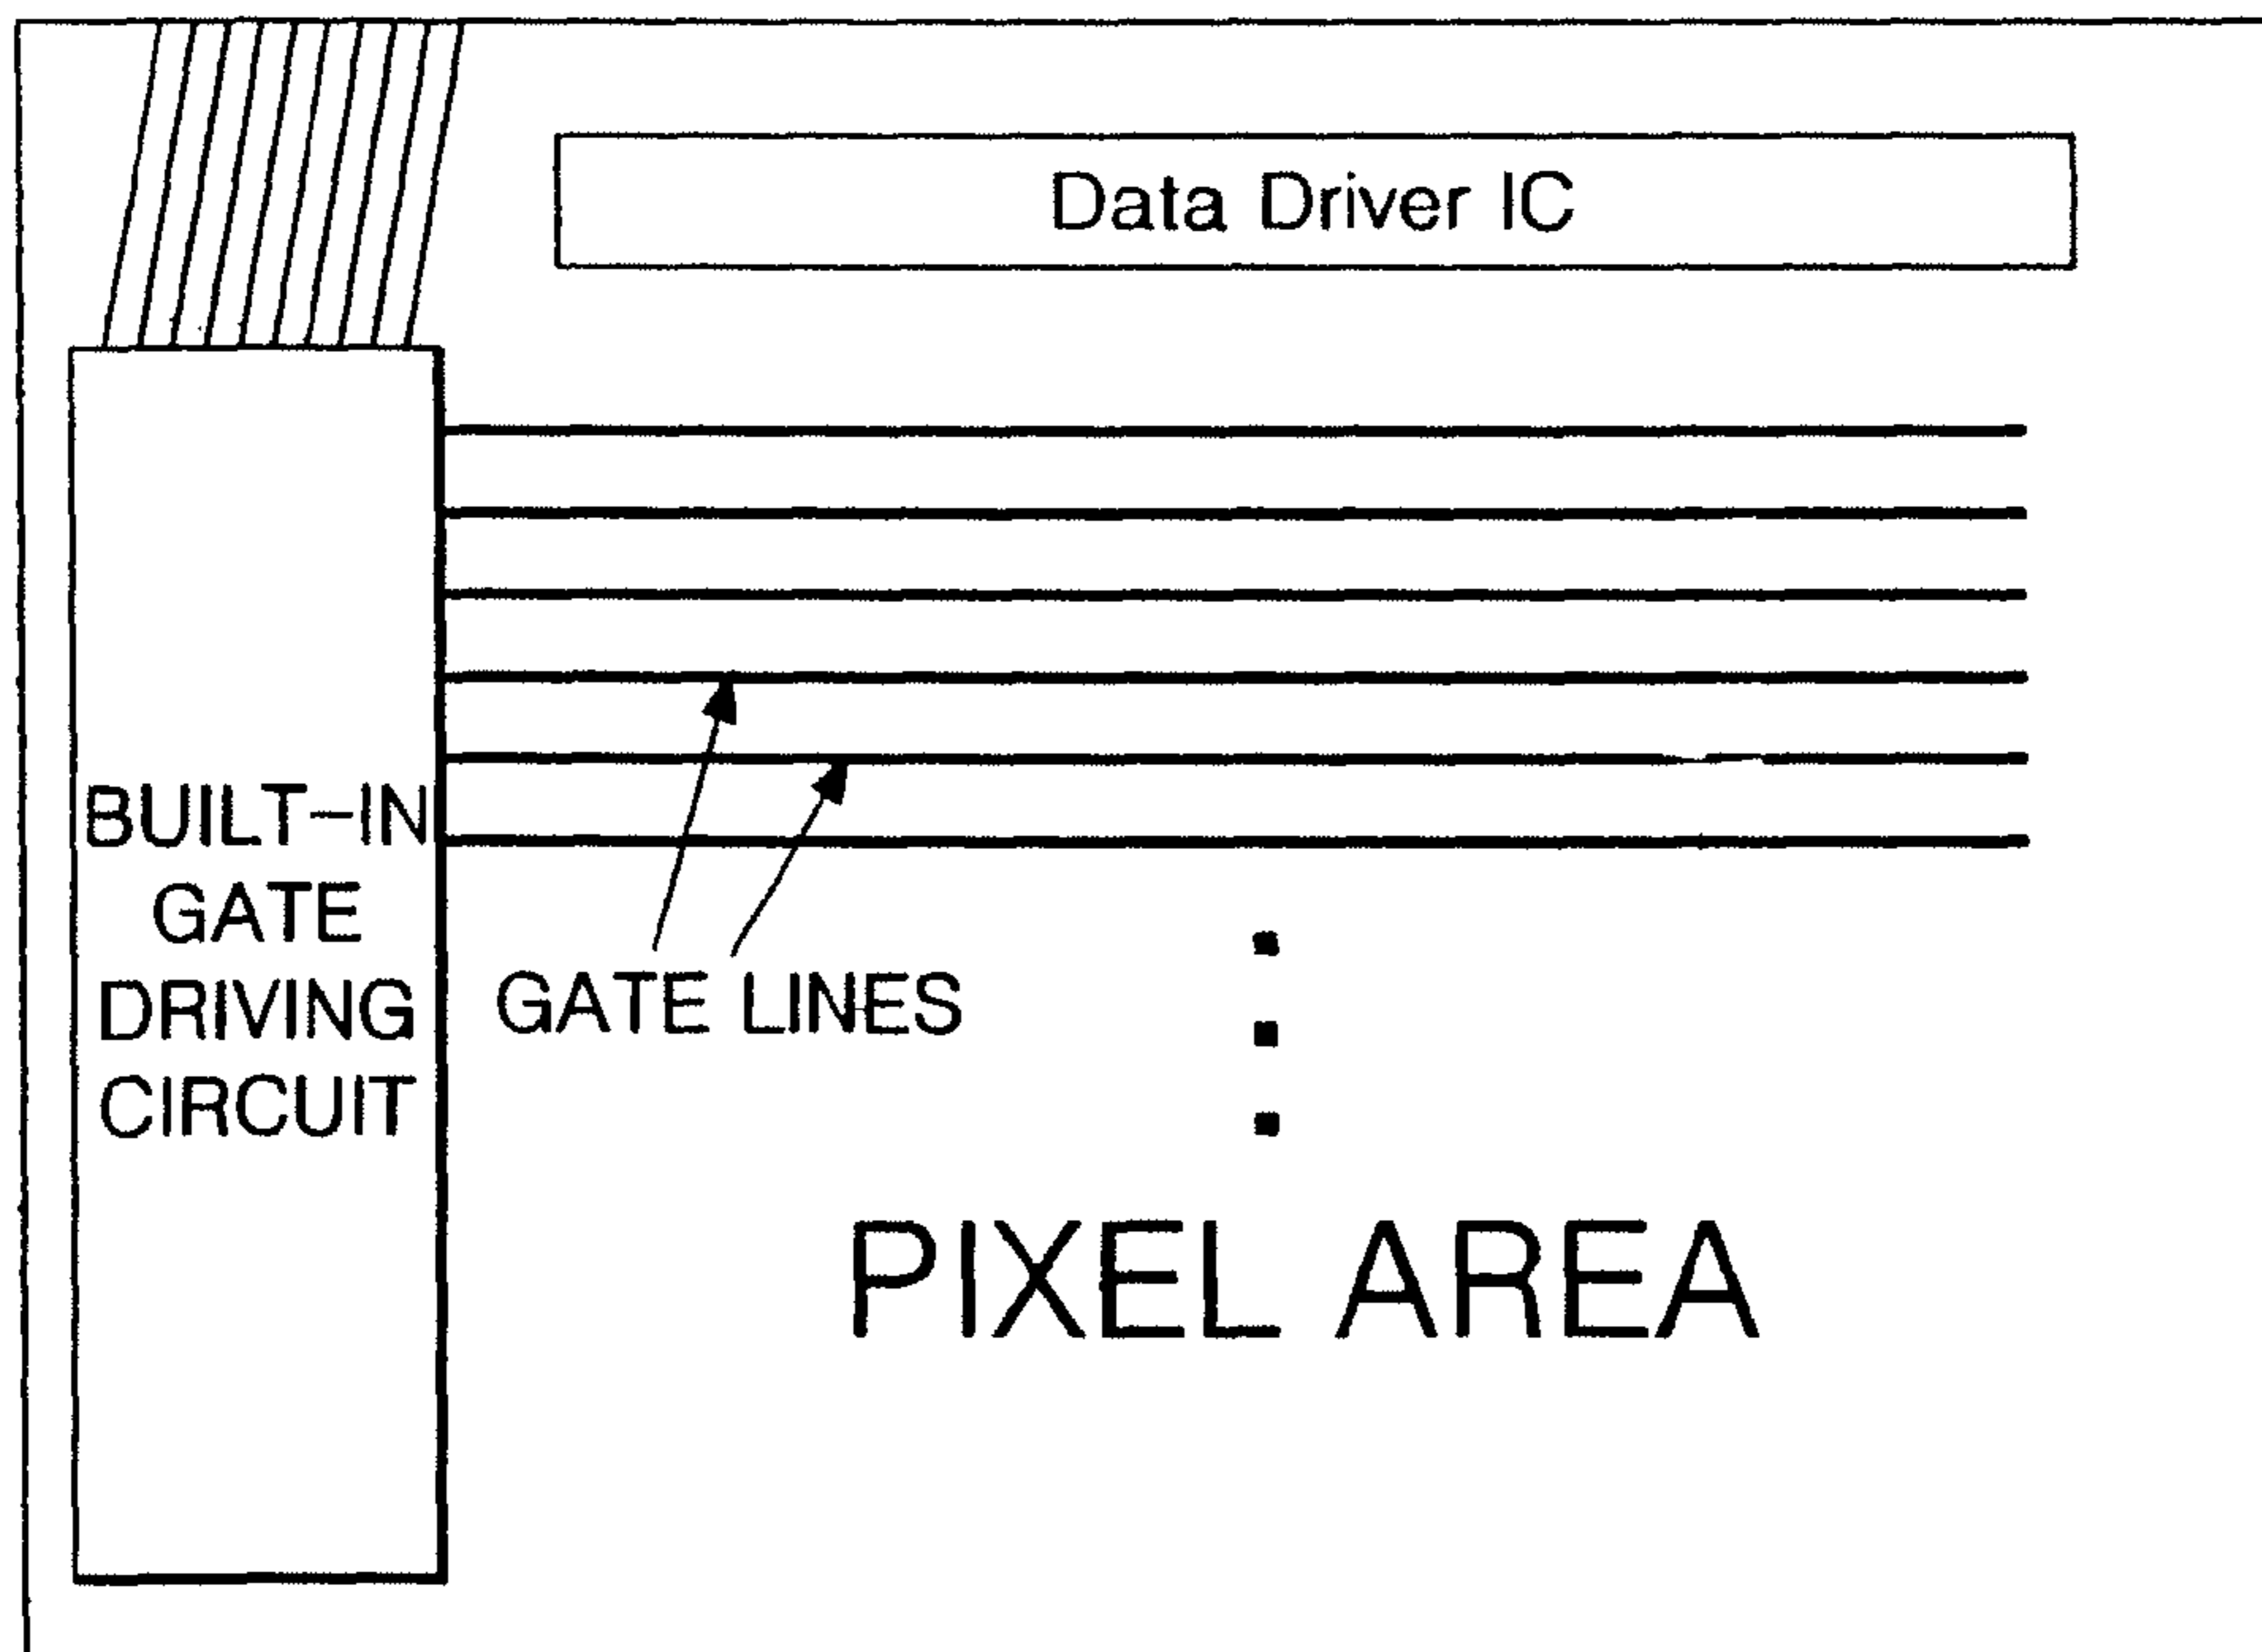 Data Driver IC
BUILT-IN
GATE
DRIVING
CIRCUIT
GATE LINES
PIXEL AREA